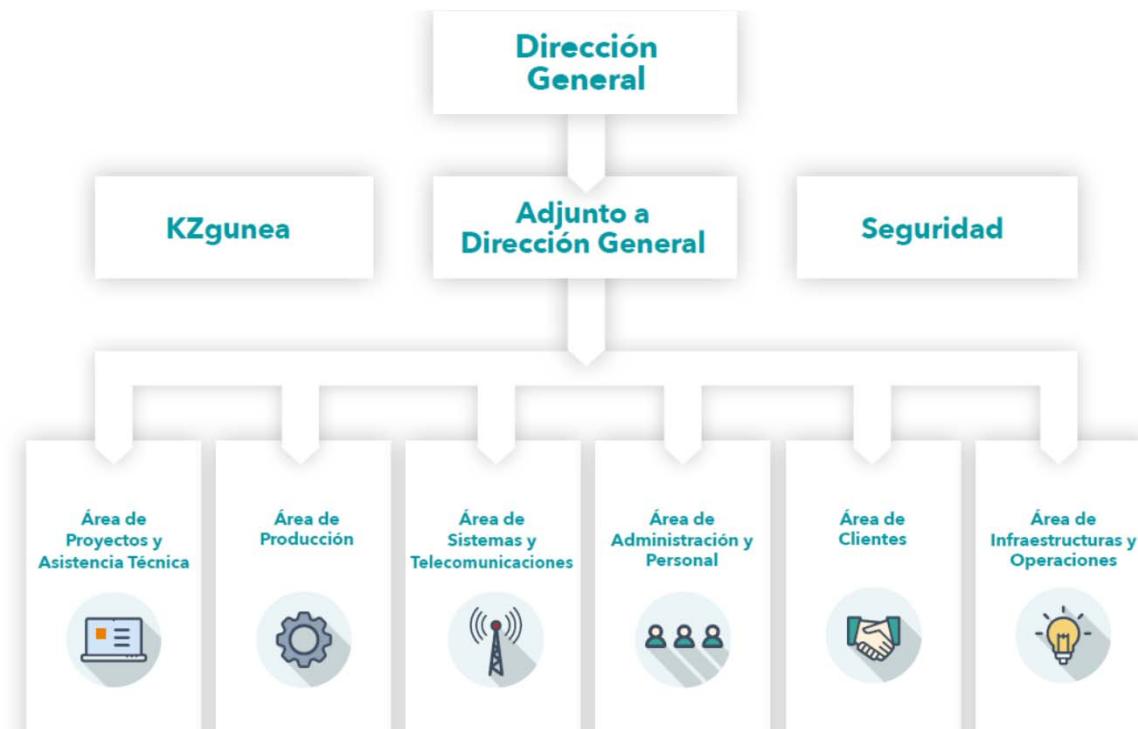 Dirección
General
KZgunea
Adjunto a
Dirección General
Seguridad
Área de
Proyectos y
Asistencia Técnica
Área de
Producción
Área de
Sistemas y
Telecomunicaciones
Área de
Administración y
Personal
Área de
Clientes
Área de
Infraestructuras y
Operaciones